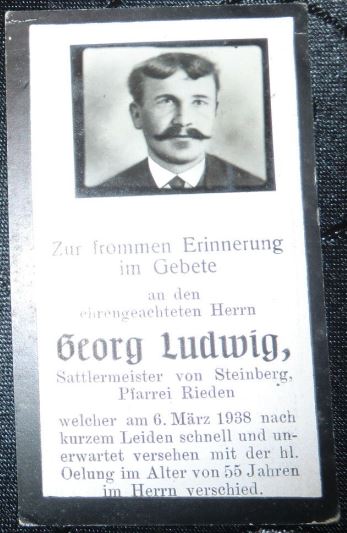 Zur frommen Erinnerung
im Gebete
an den
ehrengeachteten Herrn
Georg Ludwig,
Sattlermeister von Steinberg,
Pfarrei Rieden
welcher am 6. März 1938 nach
kurzem Leiden schnell und un-
erwartet versehen mit der hl.
Oelung im Alter von 55 Jahren
im Herrn verschied.